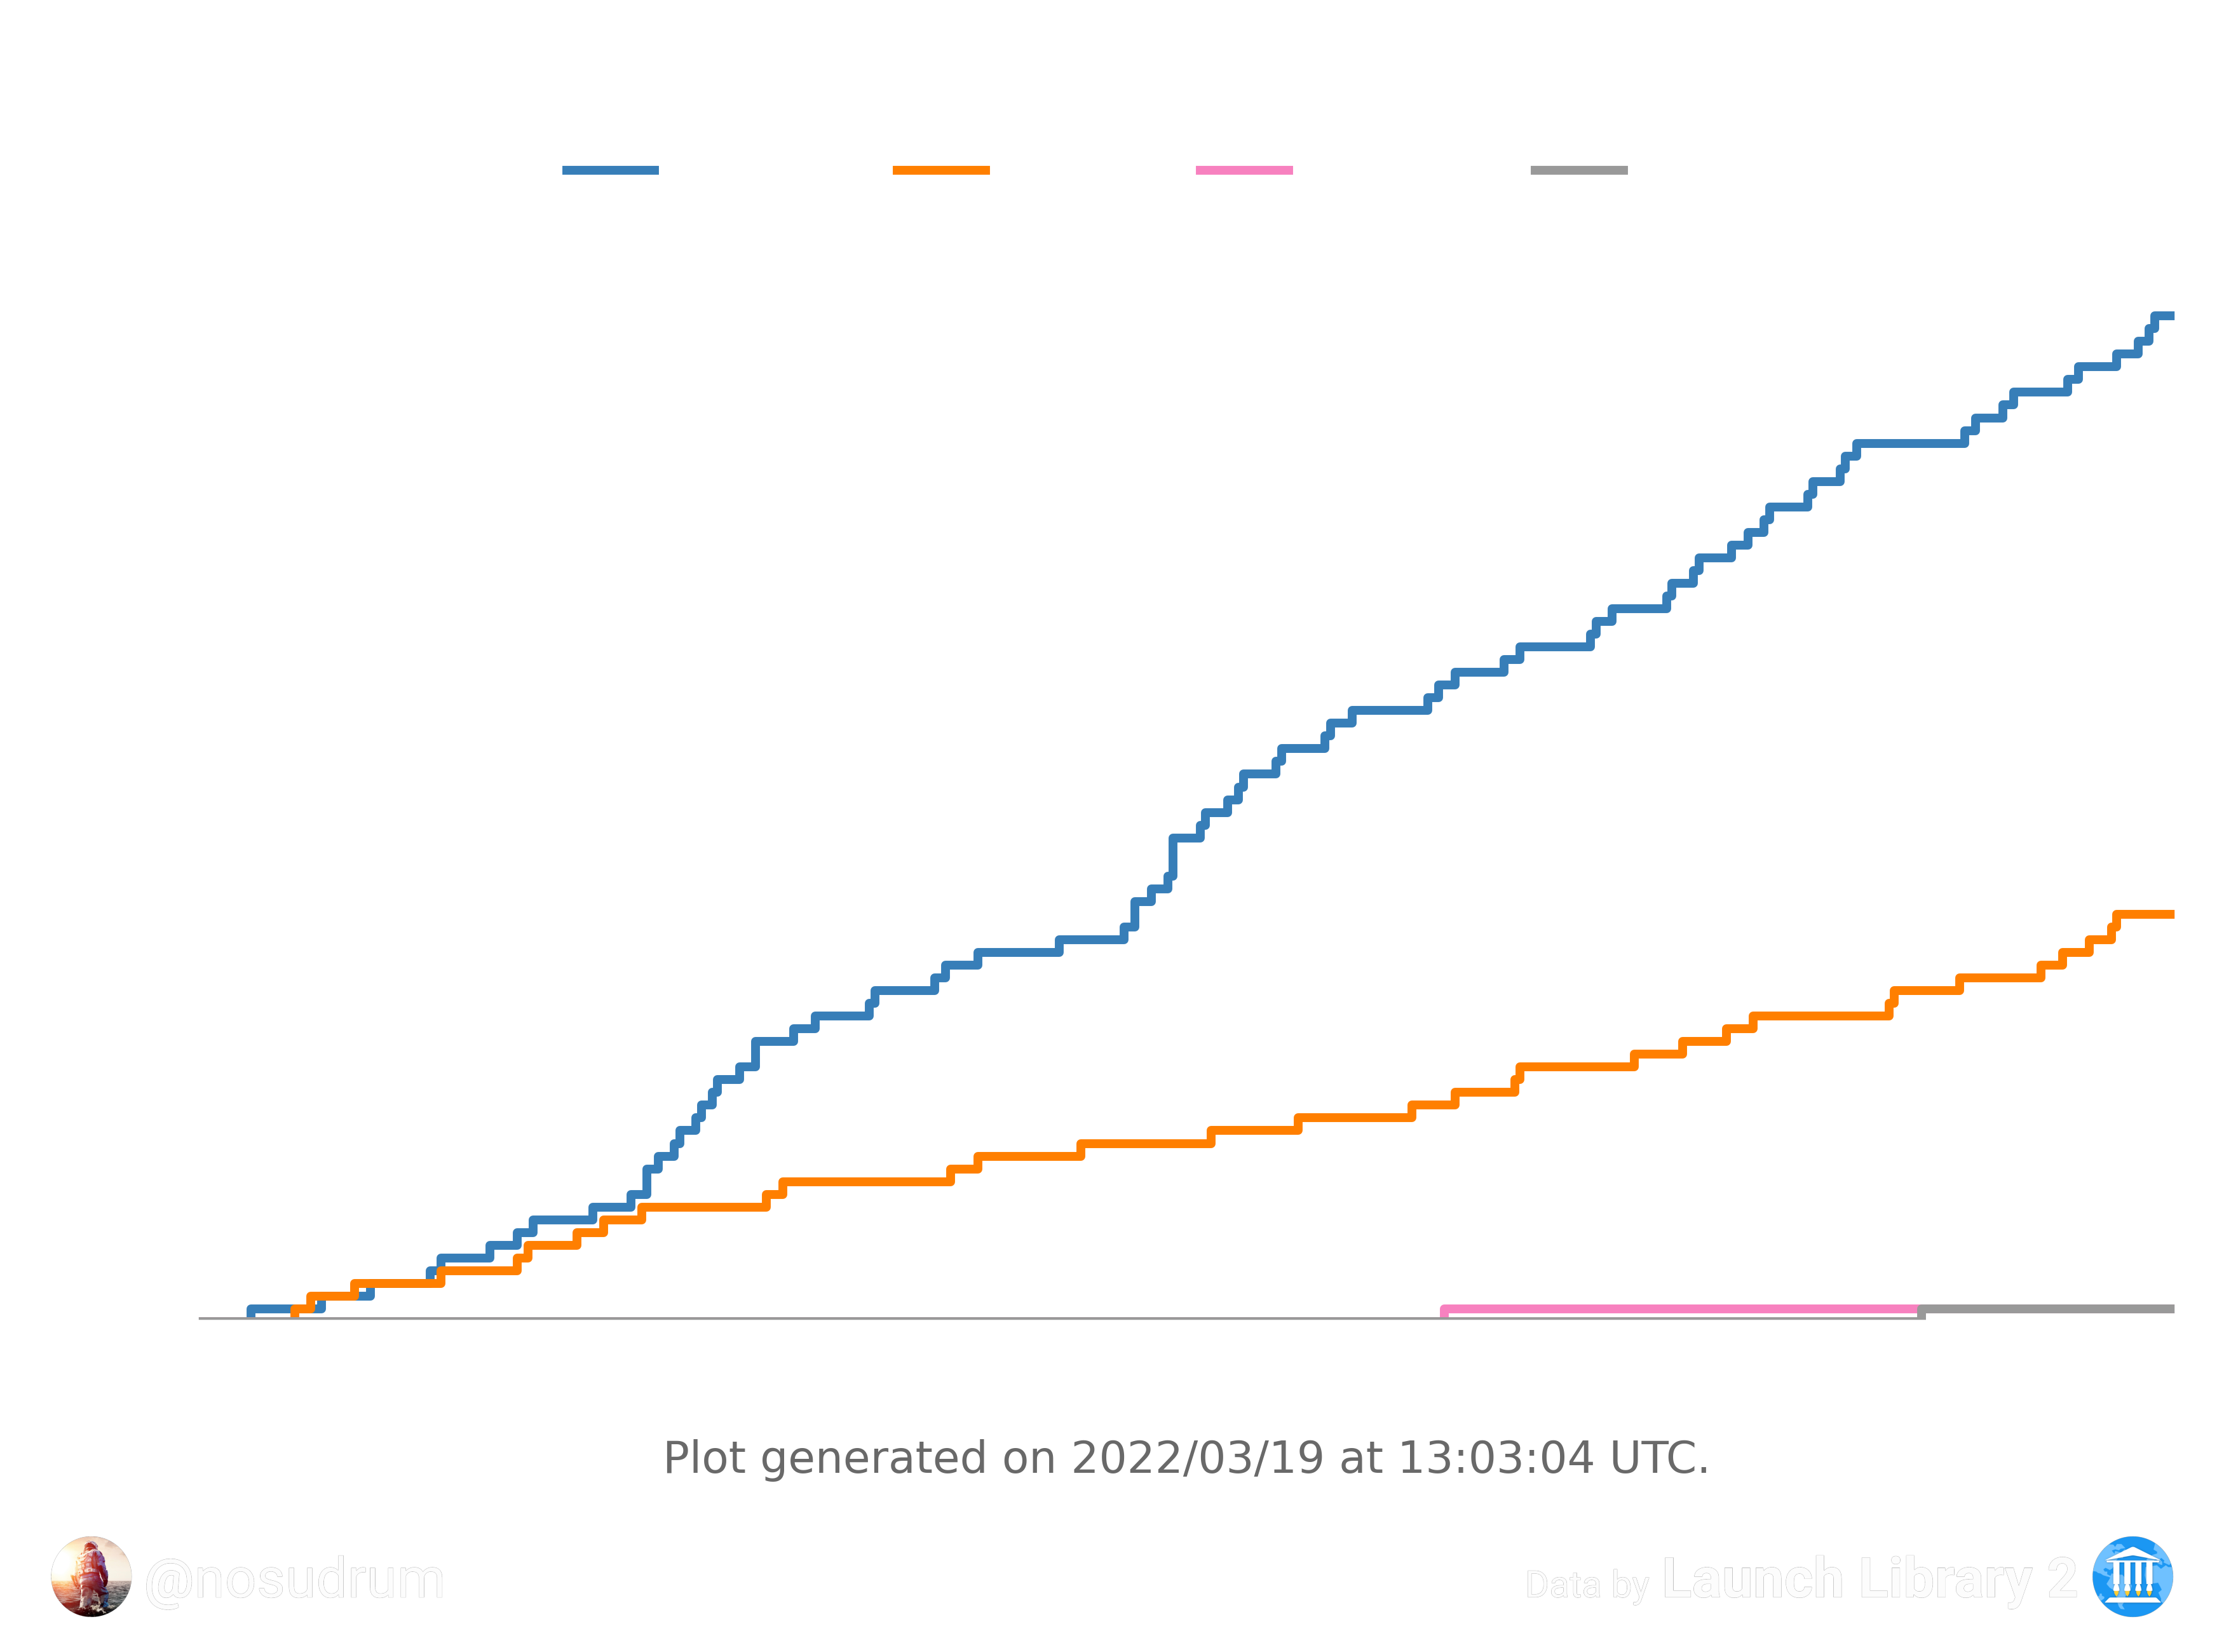 Plot generated on 2022/03/19 at 13:03:04 UTC.
@nosudrum
Data by Launch Library 2